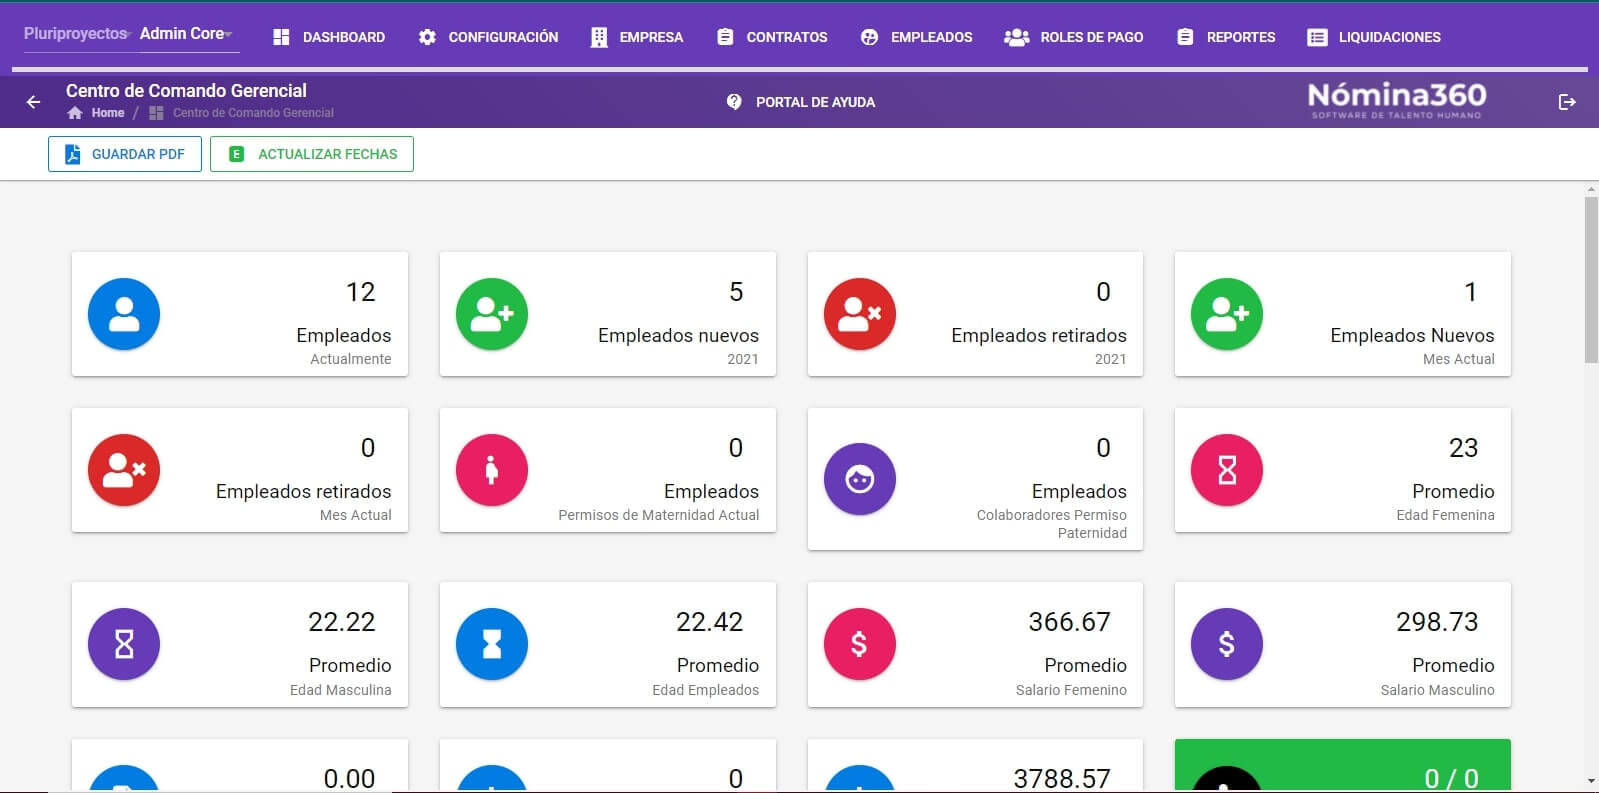 Pluriproyectos Admin Core DASHBOARD CONFIGURACIÓN EMPRESA CONTRATOS EMPLEADOS ROLES DE PAGO REPORTES LIQUIDACIONES
Centro de Comando Gerencial
Home / Centro de Comando Gerencial
PORTAL DE AYUDA
Nómina360
SOFTWARE DE TALENTO HUMANO
GUARDAR PDF
E ACTUALIZAR FECHAS
12
Empleados
Actualmente
5
Empleados nuevos
2021
0
Empleados retirados
2021
1
Empleados Nuevos
Mes Actual
0
Empleados retirados
Mes Actual
0
Empleados
Permisos de Maternidad Actual
0
Empleados
Colaboradores Permiso
Paternidad
23
Promedio
Edad Femenina
22.22
Promedio
Edad Masculina
22.42
Promedio
Edad Empleados
$
366.67
Promedio
Salario Femenino
$
298.73
Promedio
Salario Masculino
0.00
0
3788.57
0 / 0